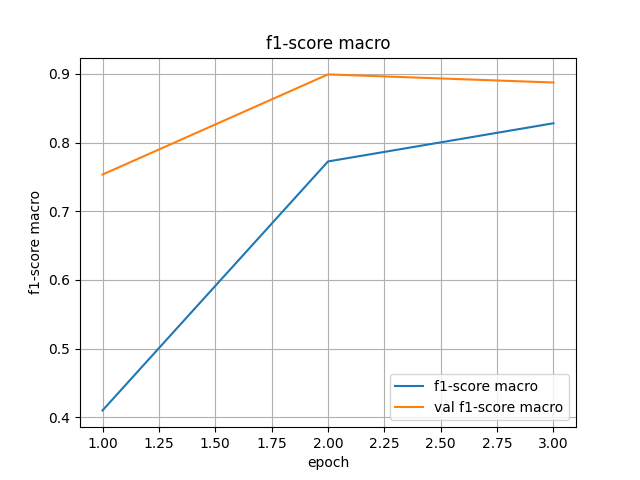 f1-score macro
f1-score macro
0.9
0.8
0.7
0.6
0.5
0.4
1.00 1.25 1.50 1.75 2.00 2.25 2.50 2.75 3.00
epoch
f1-score macro
val f1-score macro